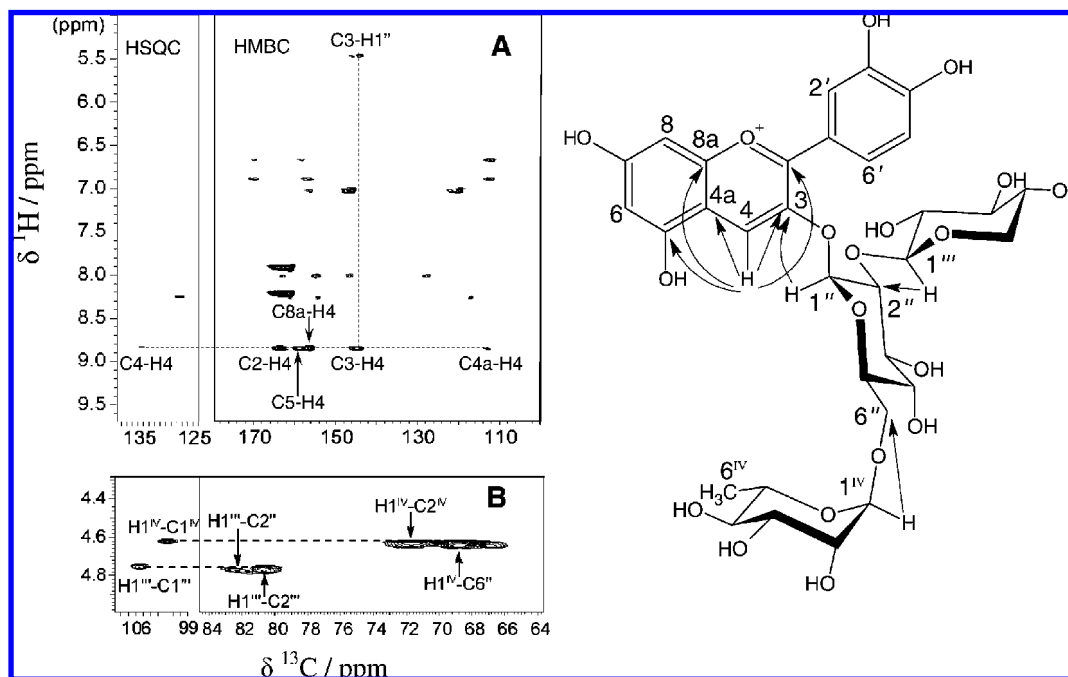 (ppm)
HSQC
HMBC
C3-H1"
A
5.5
6.0
6.5
7.0
7.5
8.0
8.5
9.0
9.5
δ ¹H / ppm
C8a-H4
C4-H4
C2-H4
C3-H4
C4a-H4
C5-H4
135
125
170
150
130
110
B
4.4
4.6
4.8
H1ᴵⱽ-C1ᴵⱽ
H1'''-C2"
H1ᴵⱽ-C2ᴵⱽ
H1'''-C1'''
H1'''-C2'''
H1ᴵⱽ-C6"
106
99
84
82
80
78
76
74
72
70
68
66
64
δ ¹³C / ppm
OH
OH
2'
8
HO
8a
O⁺
6'
4a
6
4
3
OH
O
OH
HO
O
OH
H
H
1"
O
1'''
H
2"
O
OH
6"
OH
O
6ᴵⱽ
H₃C
1ᴵⱽ
HO
O
H
HO
HO